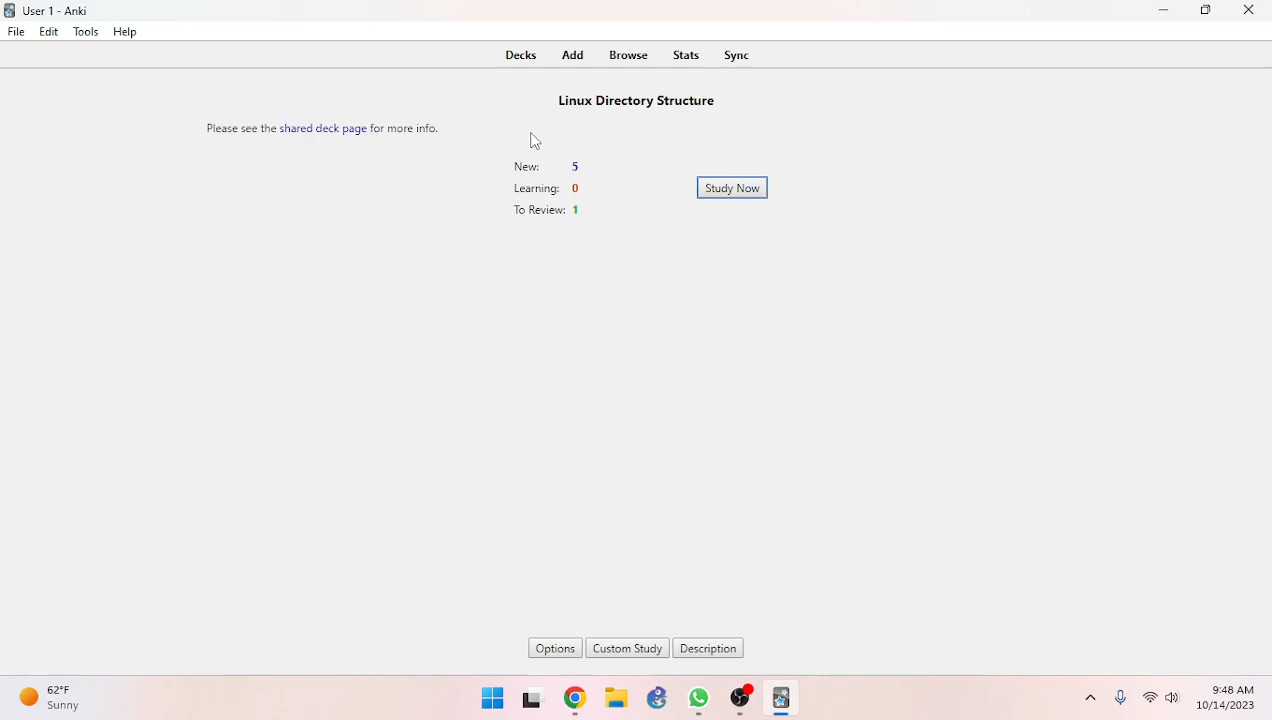 User 1 - Anki
File Edit Tools Help
Decks Add Browse Stats Sync
Linux Directory Structure
Please see the shared deck page for more info.
New: 5
Learning: 0
Study Now
To Review: 1
Options Custom Study Description
62°F
Sunny
9:48 AM
10/14/2023